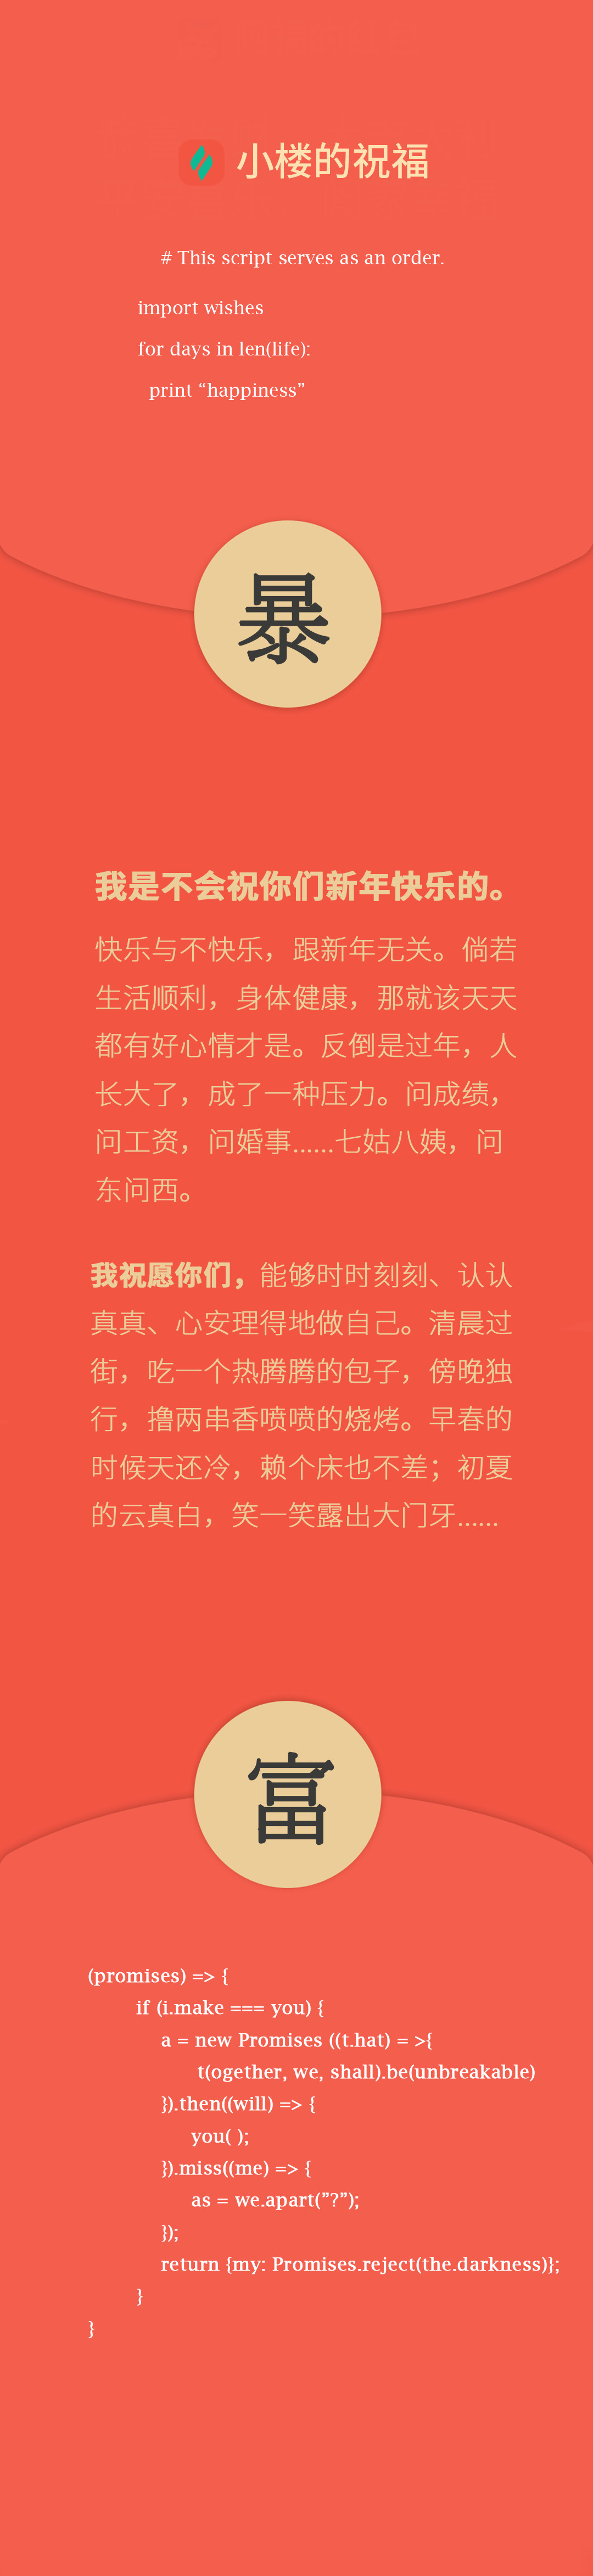 小楼的祝福
# This script serves as an order.
import wishes
for days in len(life):
print “happiness”
暴
我是不会祝你们新年快乐的。
快乐与不快乐，跟新年无关。倘若
生活顺利，身体健康，那就该天天
都有好心情才是。反倒是过年，人
长大了，成了一种压力。问成绩，
问工资，问婚事......七姑八姨，问
东问西。
我祝愿你们，能够时时刻刻、认认
真真、心安理得地做自己。清晨过
街，吃一个热腾腾的包子，傍晚独
行，撸两串香喷喷的烧烤。早春的
时候天还冷，赖个床也不差；初夏
的云真白，笑一笑露出大门牙......
富
(promises) => {
if (i.make === you) {
a = new Promises ((t.hat) = >{
t(ogether, we, shall).be(unbreakable)
}).then((will) => {
you( );
}).miss((me) => {
as = we.apart(”?”);
});
return {my: Promises.reject(the.darkness)};
}
}